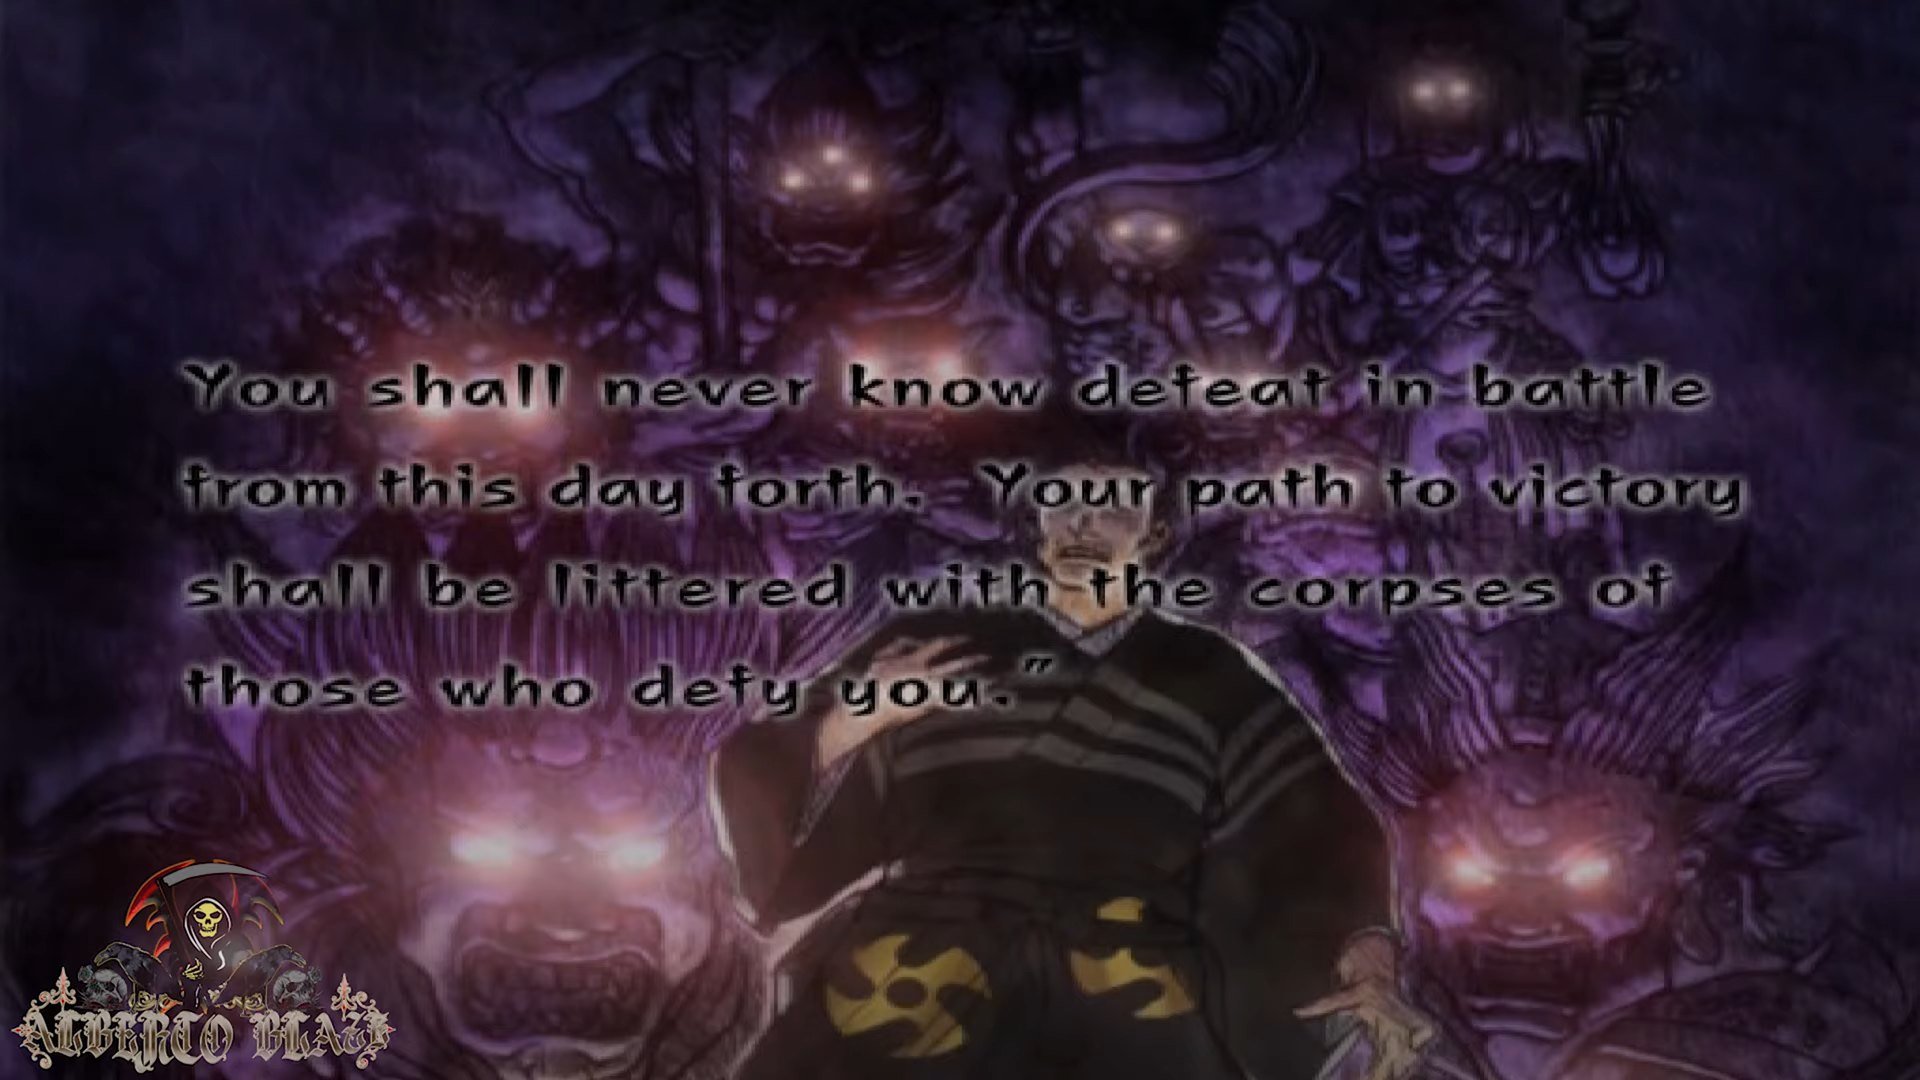 You shall never know defeat in battle
from this day forth. Your path to victory
shall be littered with the corpses of
those who defy you."
ALBERTO BLAZE